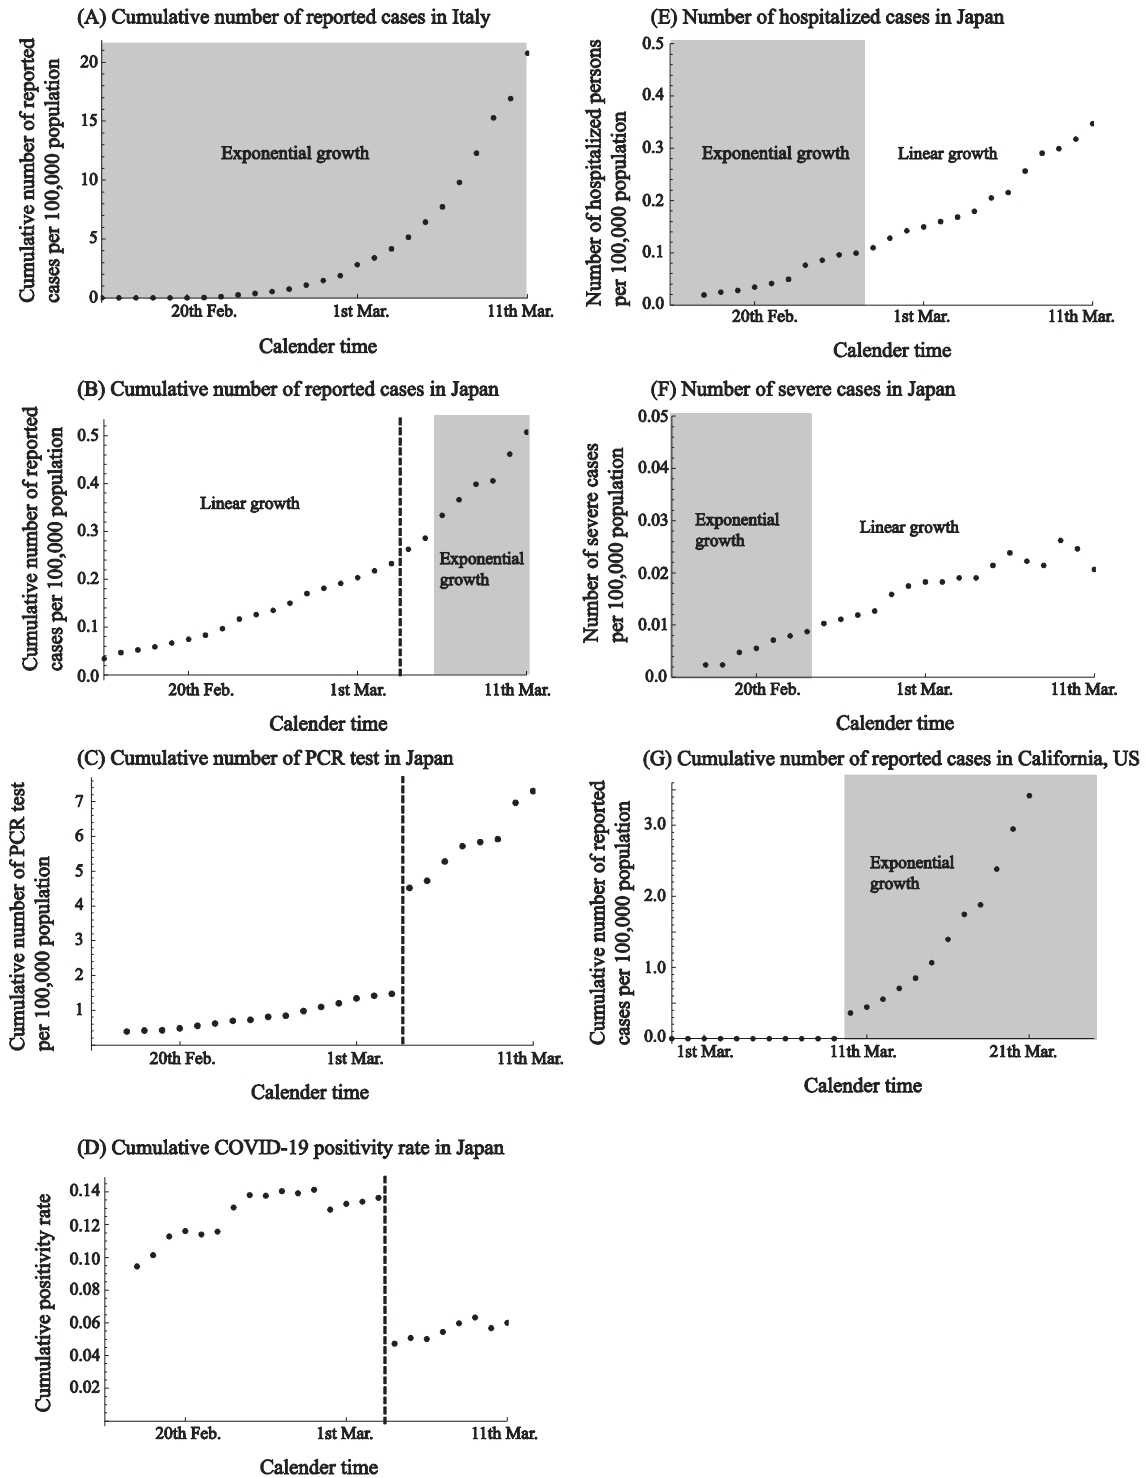 (A) Cumulative number of reported cases in Italy
Cumulative number of reported
cases per 100,000 population
20
15
10
5
0
Exponential growth
20th Feb.
1st Mar.
11th Mar.
Calender time
(B) Cumulative number of reported cases in Japan
Cumulative number of reported
cases per 100,000 population
0.5
0.4
0.3
0.2
0.1
0.0
Linear growth
Exponential
growth
20th Feb.
1st Mar.
11th Mar.
Calender time
(C) Cumulative number of PCR test in Japan
Cumulative number of PCR test
per 100,000 population
7
6
5
4
3
2
1
20th Feb.
1st Mar.
11th Mar.
Calender time
(D) Cumulative COVID-19 positivity rate in Japan
Cumulative positivity rate
0.14
0.12
0.10
0.08
0.06
0.04
0.02
20th Feb.
1st Mar.
11th Mar.
Calender time
(E) Number of hospitalized cases in Japan
Number of hospitalized persons
per 100,000 population
0.5
0.4
0.3
0.2
0.1
0.0
Exponential growth
Linear growth
20th Feb.
1st Mar.
11th Mar.
Calender time
(F) Number of severe cases in Japan
Number of severe cases
per 100,000 population
0.05
0.04
0.03
0.02
0.01
0.00
Exponential
growth
Linear growth
20th Feb.
1st Mar.
11th Mar.
Calender time
(G) Cumulative number of reported cases in California, US
Cumulative number of reported
cases per 100,000 population
3.0
2.0
1.0
0.0
Exponential
growth
1st Mar.
11th Mar.
21th Mar.
Calender time